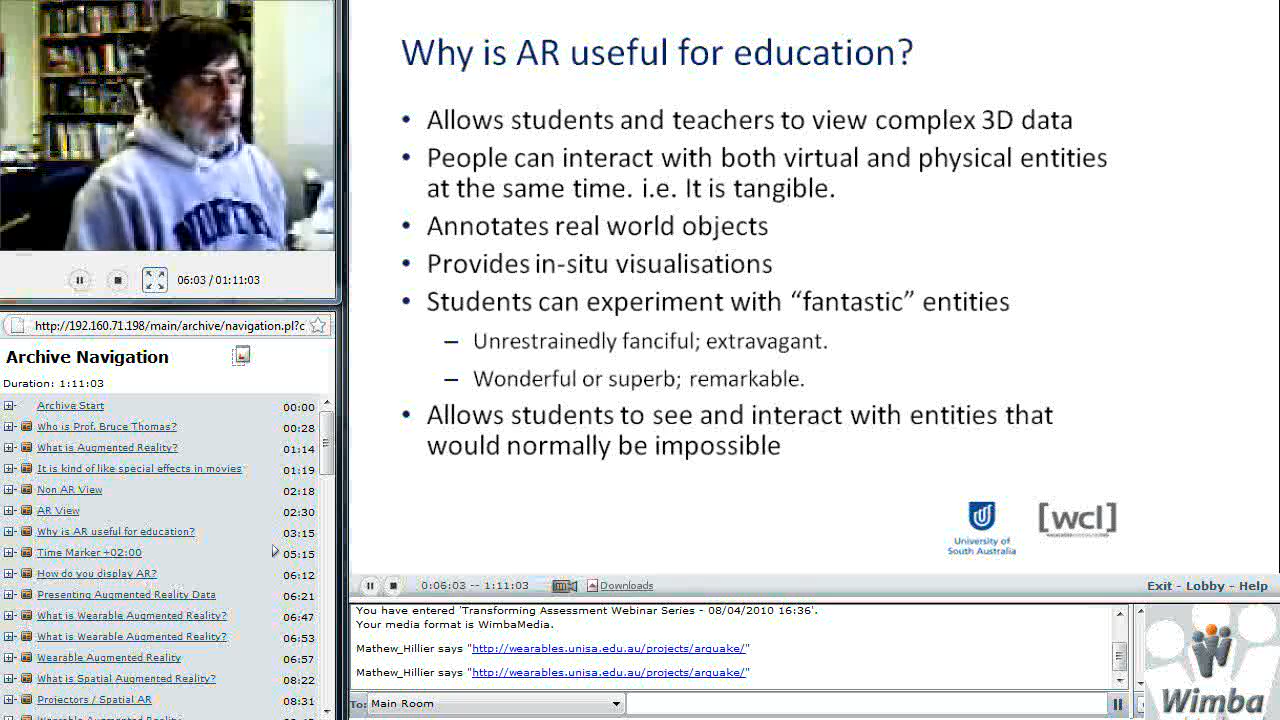 NORTH
06:03 / 01:11:03
http://192.160.71.198/main/archive/navigation.pl?c
Archive Navigation
Duration: 1:11:03
Archive Start 00:00
Who is Prof. Bruce Thomas? 00:28
What is Augmented Reality? 01:14
It is kind of like special effects in movies 01:19
Non AR View 02:18
AR View 02:30
Why is AR useful for education? 03:15
Time Marker +02:00 05:15
How do you display AR? 06:12
Presenting Augmented Reality Data 06:21
What is Wearable Augmented Reality? 06:47
What is Wearable Augmented Reality? 06:53
Wearable Augmented Reality 06:57
What is Spatial Augmented Reality? 08:22
Projectors / Spatial AR 08:31
Why is AR useful for education?
• Allows students and teachers to view complex 3D data
• People can interact with both virtual and physical entities
at the same time. i.e. It is tangible.
• Annotates real world objects
• Provides in-situ visualisations
• Students can experiment with “fantastic” entities
– Unrestrainedly fanciful; extravagant.
– Wonderful or superb; remarkable.
• Allows students to see and interact with entities that
would normally be impossible
University of
South Australia
[wcl]
0:06:03 -- 1:11:03
Downloads
Exit - Lobby - Help
You have entered 'Transforming Assessment Webinar Series - 08/04/2010 16:36'.
Your media format is WimbaMedia.
Mathew_Hillier says "http://wearables.unisa.edu.au/projects/arquake/"
Mathew_Hillier says "http://wearables.unisa.edu.au/projects/arquake/"
To: Main Room
Wimba